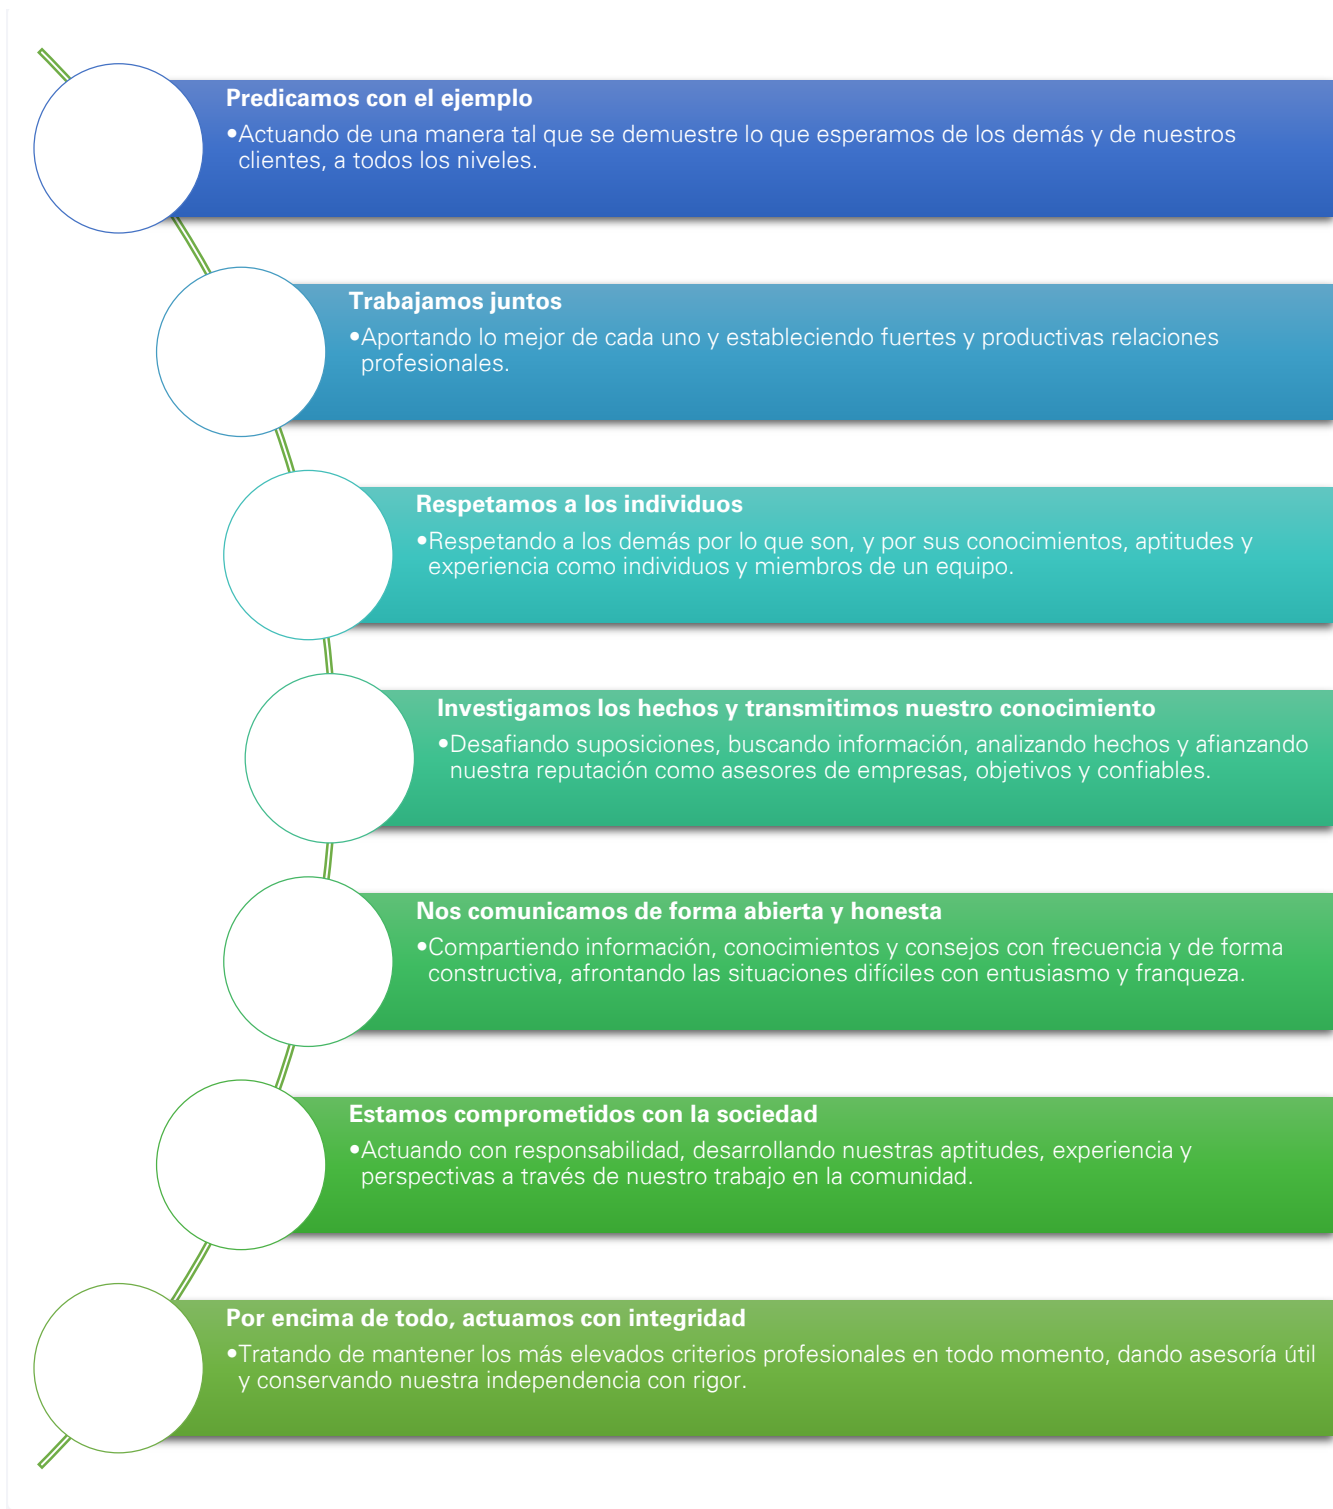 Predicamos con el ejemplo
•Actuando de una manera tal que se demuestre lo que esperamos de los demás y de nuestros
clientes, a todos los niveles.
Trabajamos juntos
•Aportando lo mejor de cada uno y estableciendo fuertes y productivas relaciones
profesionales.
Respetamos a los individuos
•Respetando a los demás por lo que son, y por sus conocimientos, aptitudes y
experiencia como individuos y miembros de un equipo.
Investigamos los hechos y transmitimos nuestro conocimiento
•Desafiando suposiciones, buscando información, analizando hechos y afianzando
nuestra reputación como asesores de empresas, objetivos y confiables.
Nos comunicamos de forma abierta y honesta
•Compartiendo información, conocimientos y consejos con frecuencia y de forma
constructiva, afrontando las situaciones difíciles con entusiasmo y franqueza.
Estamos comprometidos con la sociedad
•Actuando con responsabilidad, desarrollando nuestras aptitudes, experiencia y
perspectivas a través de nuestro trabajo en la comunidad.
Por encima de todo, actuamos con integridad
•Tratando de mantener los más elevados criterios profesionales en todo momento, dando asesoría útil
y conservando nuestra independencia con rigor.